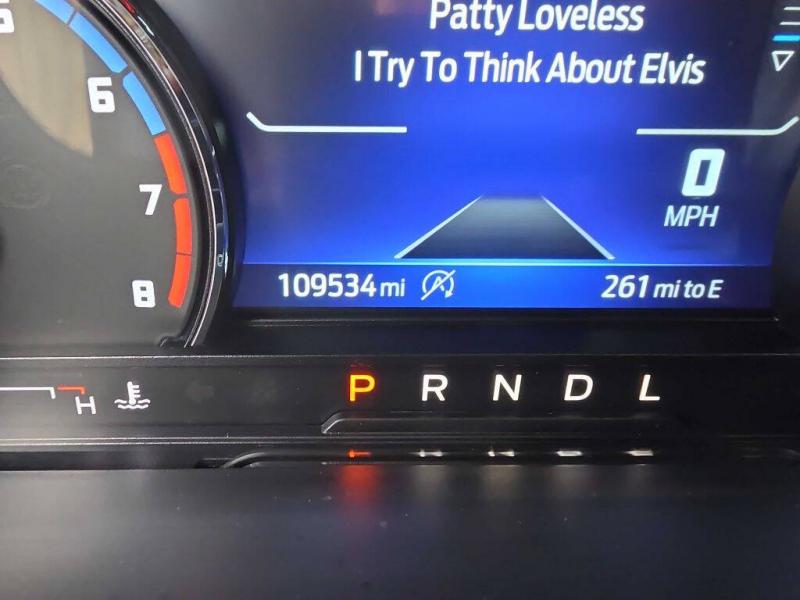 Patty Loveless
I Try To Think About Elvis
6
7
8
0
MPH
109534 mi
261 mi to E
H
P R N D L